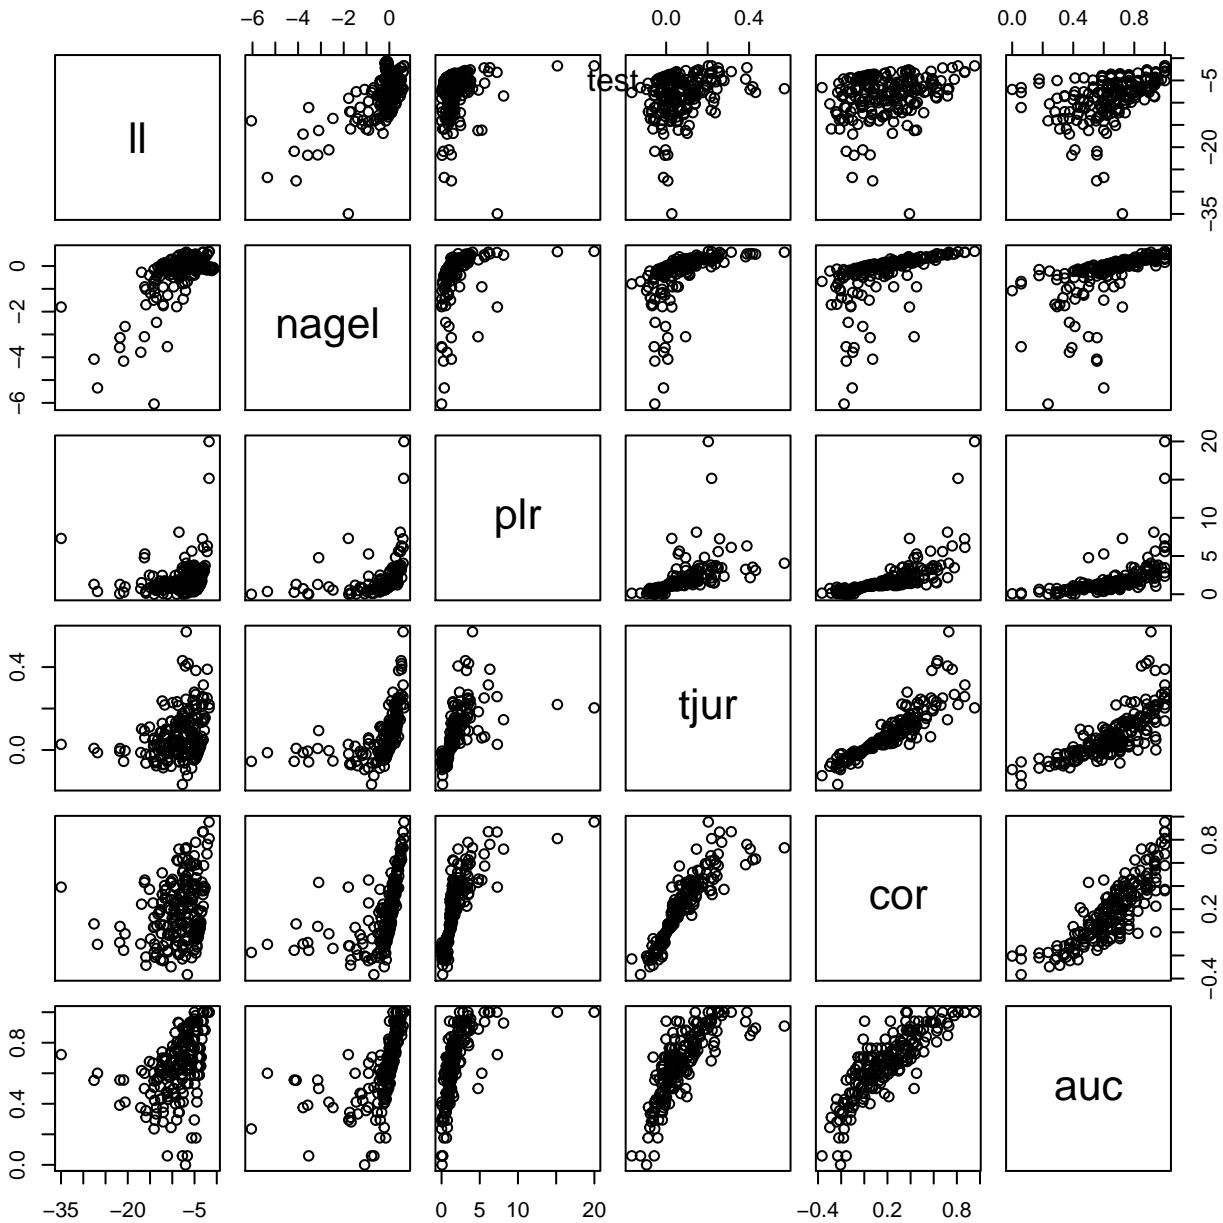 −6 −4 −2 0 0.0 0.4 0.0 0.4 0.8
ll test −5 −20 −35
0 −2 −4 −6 nagel
plr 20 10 5 0
0.4 0.0 tjur
cor 0.8 0.2 −0.4
0.8 0.4 0.0 auc
−35 −20 −5 0 5 10 20 −0.4 0.2 0.8